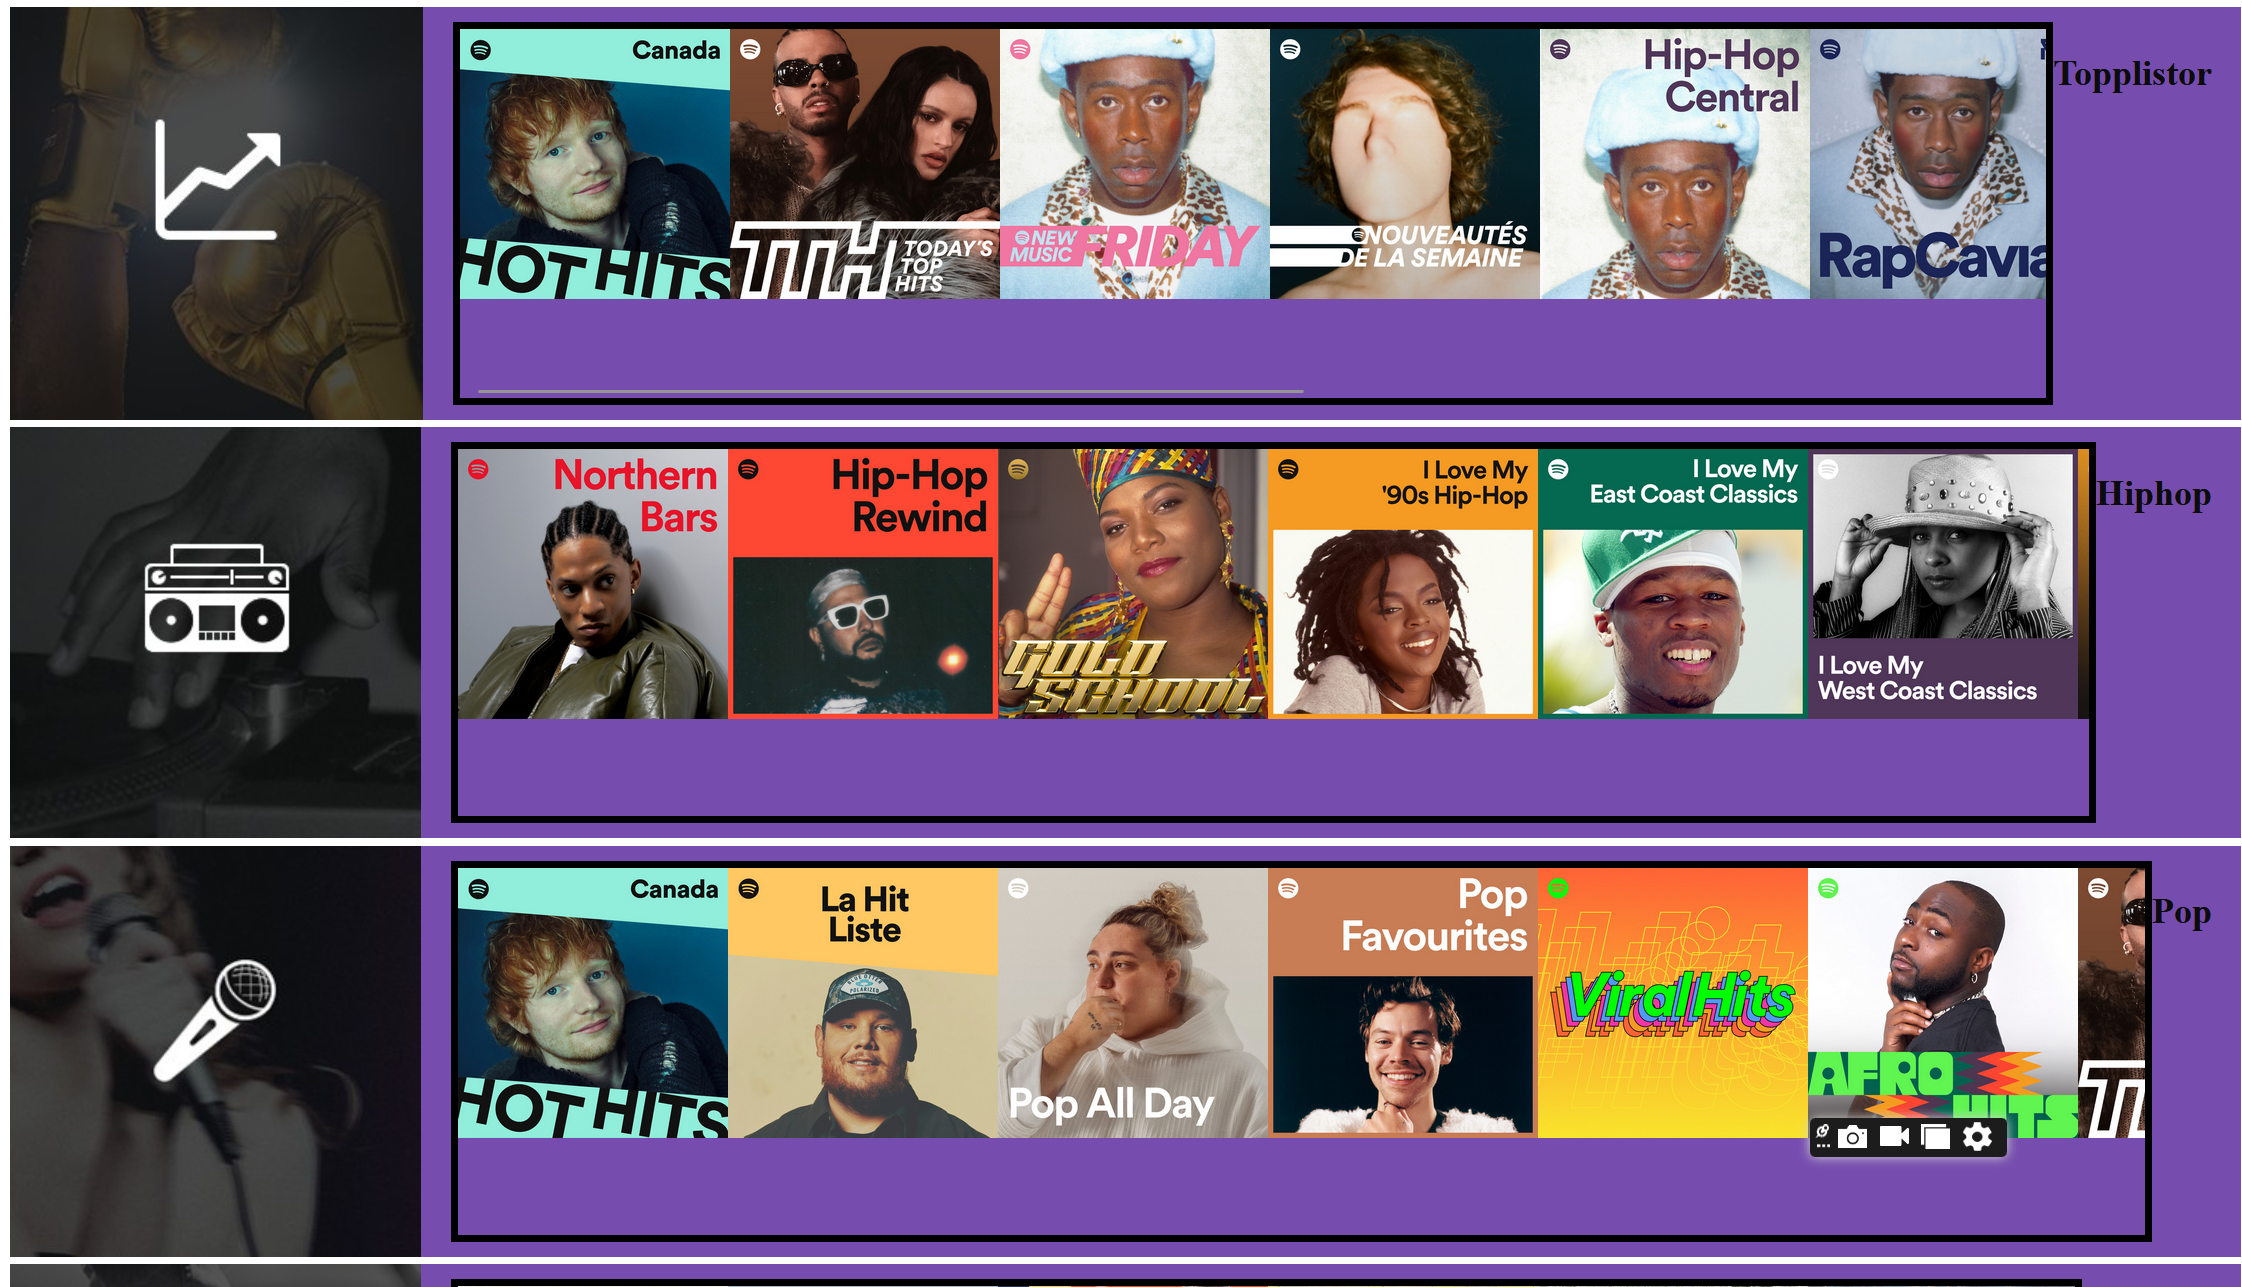 Canada
HOT HITS
TTH TODAY'S
TOP
HITS
NEW
MUSIC FRIDAY
NOUVEAUTÉS
DE LA SEMAINE
Hip-Hop
Central
RapCavia
Topplistor
Northern
Bars
Hip-Hop
Rewind
GOLD
SCHOOL
I Love My
'90s Hip-Hop
I Love My
East Coast Classics
I Love My
West Coast Classics
Hiphop
Canada
HOT HITS
La Hit
Liste
BLUE OTTER
POLARIZED
Pop All Day
Pop
Favourites
Viral Hits
AFRO
HITS
Pop